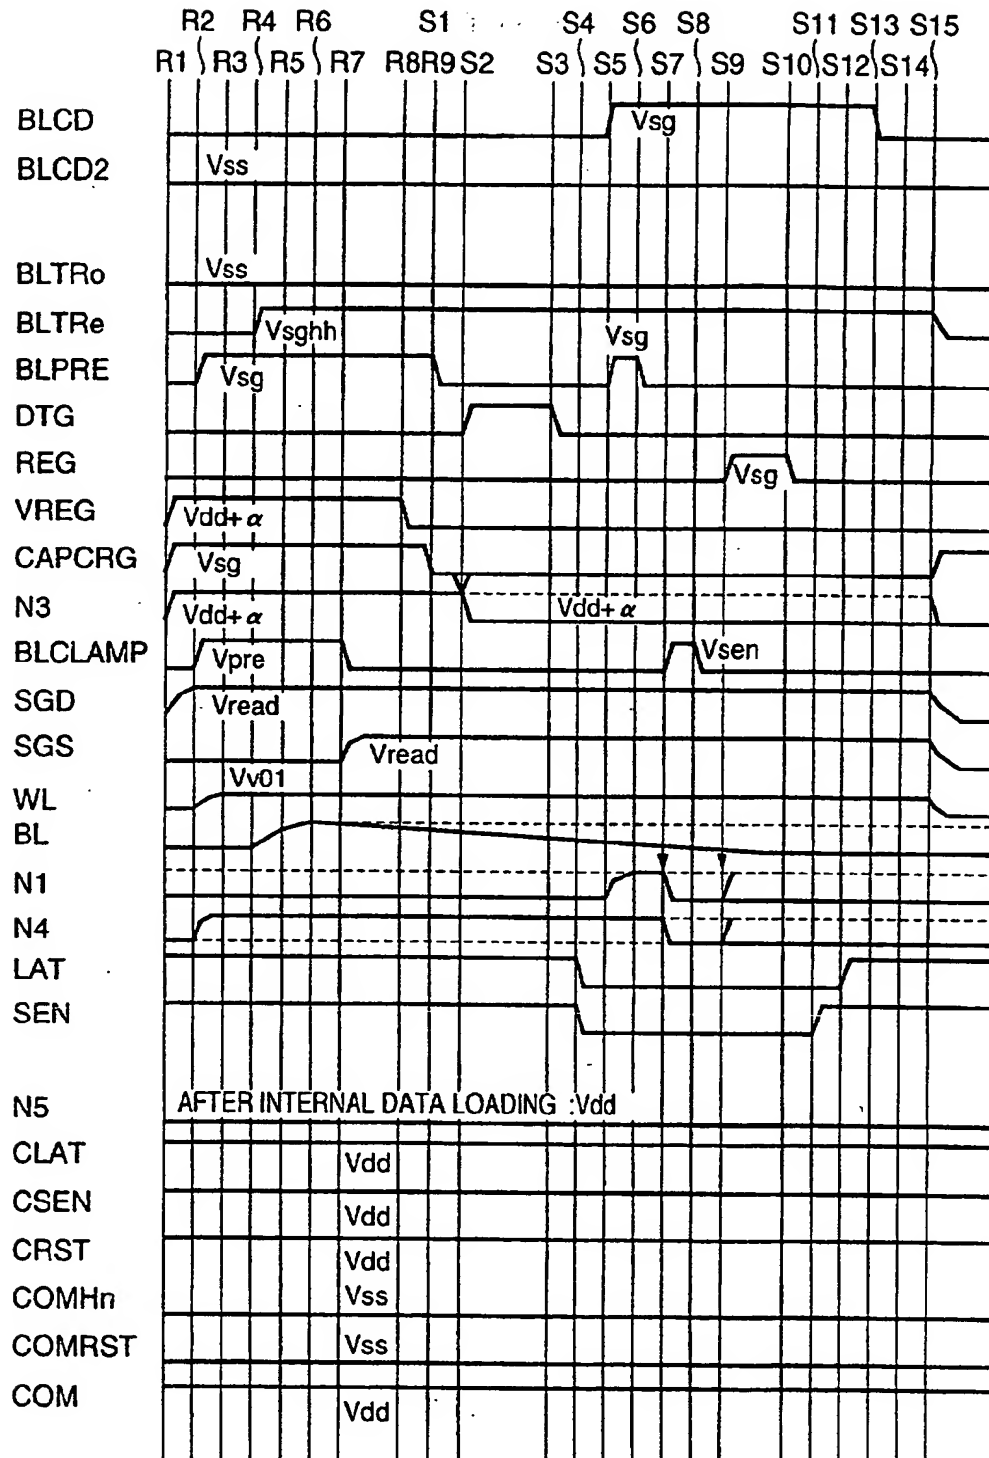 R2 R4 R6 S1 S4 S6 S8 S11 S13 S15
R1 R3 R5 R7 R8 R9 S2 S3 S5 S7 S9 S10 S12 S14
BLCD Vsg
BLCD2 Vss
BLTRo Vss
BLTRe Vsghh Vsg
BLPRE Vsg
DTG
REG Vsg
VREG Vdd+α
CAPCRG Vsg
N3 Vdd+α Vdd+α
BLCLAMP Vpre Vsen
SGD Vread
SGS Vread
Vv01
WL
BL
N1
N4
LAT
SEN
N5 AFTER INTERNAL DATA LOADING :Vdd
CLAT Vdd
CSEN Vdd
CRST Vdd
COMHn Vss
COMRST Vss
COM Vdd